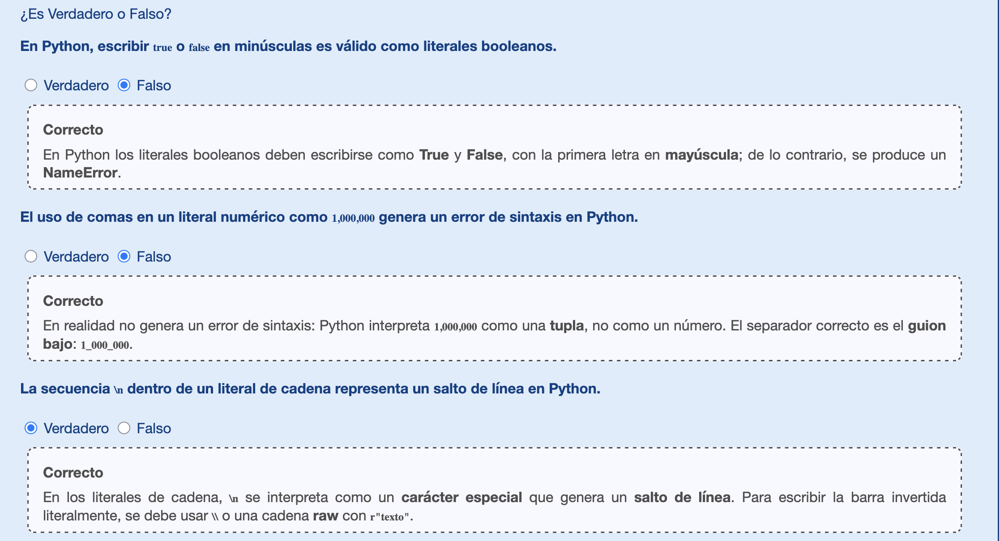 ¿Es Verdadero o Falso?
En Python, escribir true o false en minúsculas es válido como literales booleanos.
Verdadero Falso
Correcto
En Python los literales booleanos deben escribirse como True y False, con la primera letra en mayúscula; de lo contrario, se produce un
NameError.
El uso de comas en un literal numérico como 1,000,000 genera un error de sintaxis en Python.
Verdadero Falso
Correcto
En realidad no genera un error de sintaxis: Python interpreta 1,000,000 como una tupla, no como un número. El separador correcto es el guion
bajo: 1_000_000.
La secuencia \n dentro de un literal de cadena representa un salto de línea en Python.
Verdadero Falso
Correcto
En los literales de cadena, \n se interpreta como un carácter especial que genera un salto de línea. Para escribir la barra invertida
literalmente, se debe usar \\ o una cadena raw con r"texto".